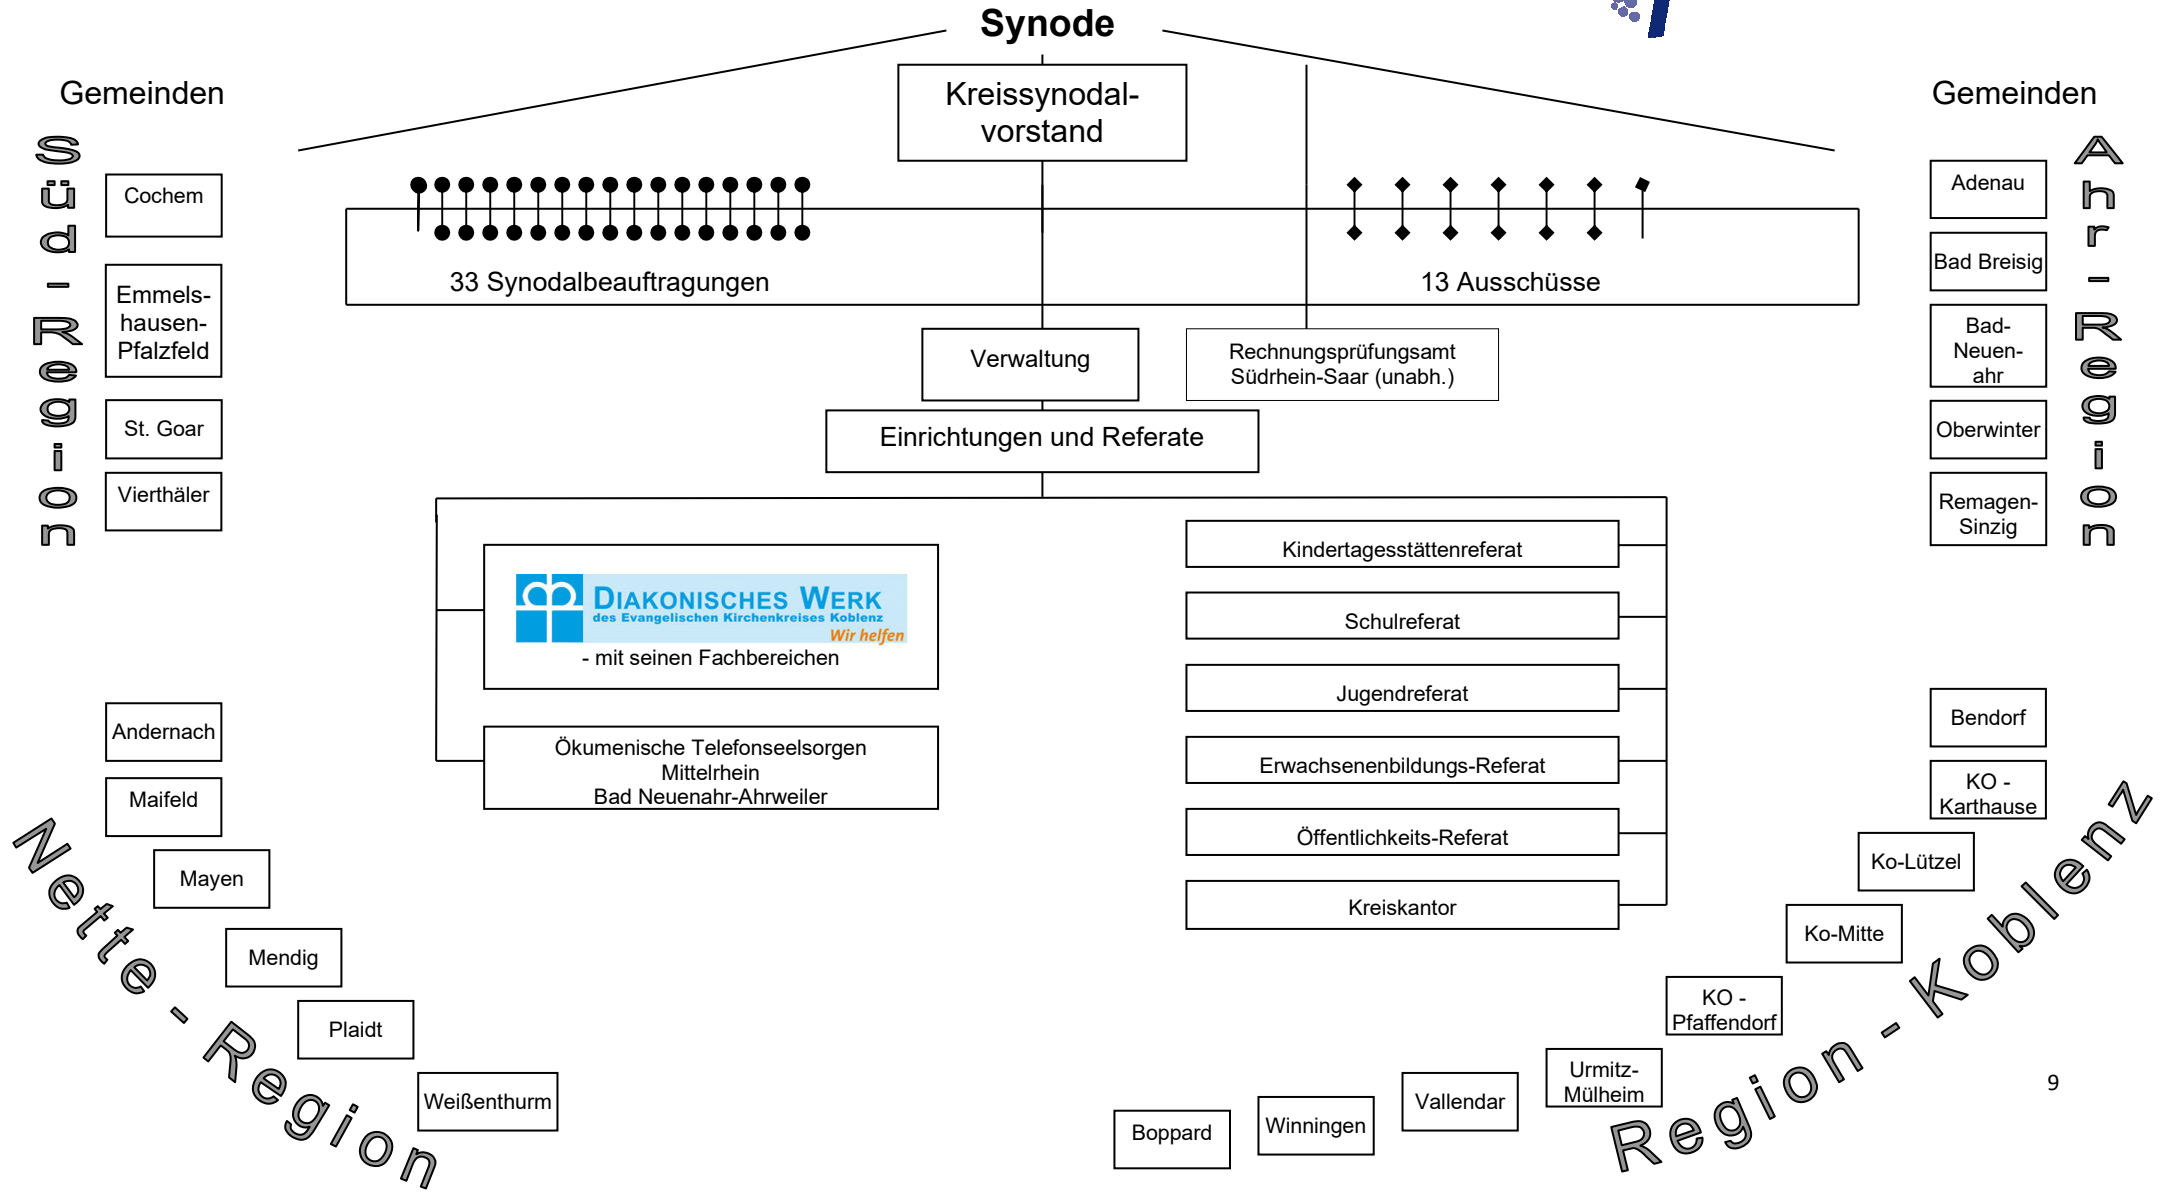 Synode
Kreissynodal-
vorstand
Gemeinden
Süd-Region
Cochem
Emmels-
hausen-
Pfalzfeld
St. Goar
Vierthäler
Gemeinden
Ahr-Region
Adenau
Bad Breisig
Bad-
Neuen-
ahr
Oberwinter
Remagen-
Sinzig
33 Synodalbeauftragungen
13 Ausschüsse
Verwaltung
Rechnungsprüfungsamt
Südrhein-Saar (unabh.)
Einrichtungen und Referate
DIAKONISCHES WERK
des Evangelischen Kirchenkreises Koblenz
Wir helfen
- mit seinen Fachbereichen
Ökumenische Telefonseelsorgen
Mittelrhein
Bad Neuenahr-Ahrweiler
Kindertagesstättenreferat
Schulreferat
Jugendreferat
Erwachsenenbildungs-Referat
Öffentlichkeits-Referat
Kreiskantor
Andernach
Maifeld
Mayen
Mendig
Plaidt
Weißenthurm
Nette - Region
Bendorf
KO -
Karthause
Ko-Lützel
Ko-Mitte
KO -
Pfaffendorf
Urmitz-
Mülheim
Vallendar
Winningen
Boppard
Region - Koblenz
9